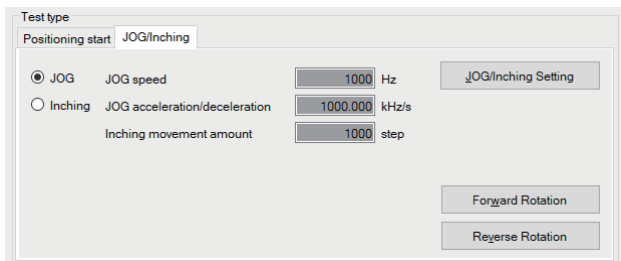 Test type
Positioning start JOG/Inching
JOG JOG speed 1000 Hz JOG/Inching Setting
Inching JOG acceleration/deceleration 1000.000 kHz/s
Inching movement amount 1000 step
Forward Rotation
Reverse Rotation